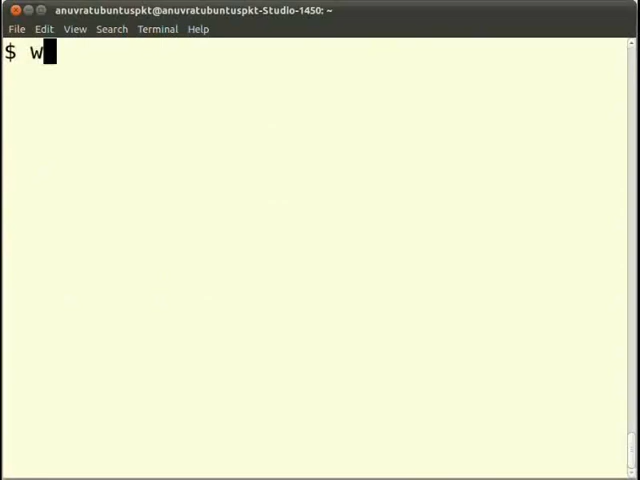 anuvratubuntuspkt@anuvratubuntuspkt-Studio-1450: ~
File Edit View Search Terminal Help
$ w